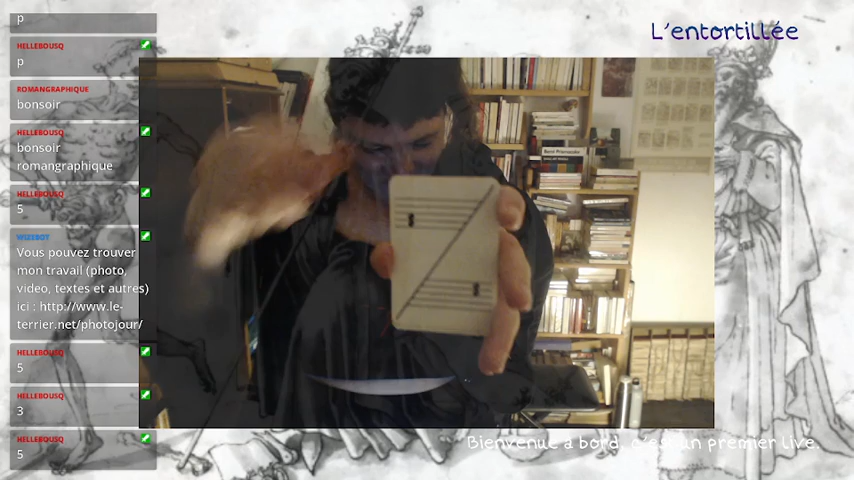 p
HELLEBOUSQ
p
ROMANGRAPHIQUE
bonsoir
HELLEBOUSQ
bonsoir
romangraphique
HELLEBOUSQ
5
WIZEBOT
Vous pouvez trouver
mon travail (photo,
video, textes et autres)
ici : http://www.le-
terrier.net/photojour/
HELLEBOUSQ
5
HELLEBOUSQ
3
HELLEBOUSQ
5
L'entortillée
Bienvenue à bord, c'est un premier live.